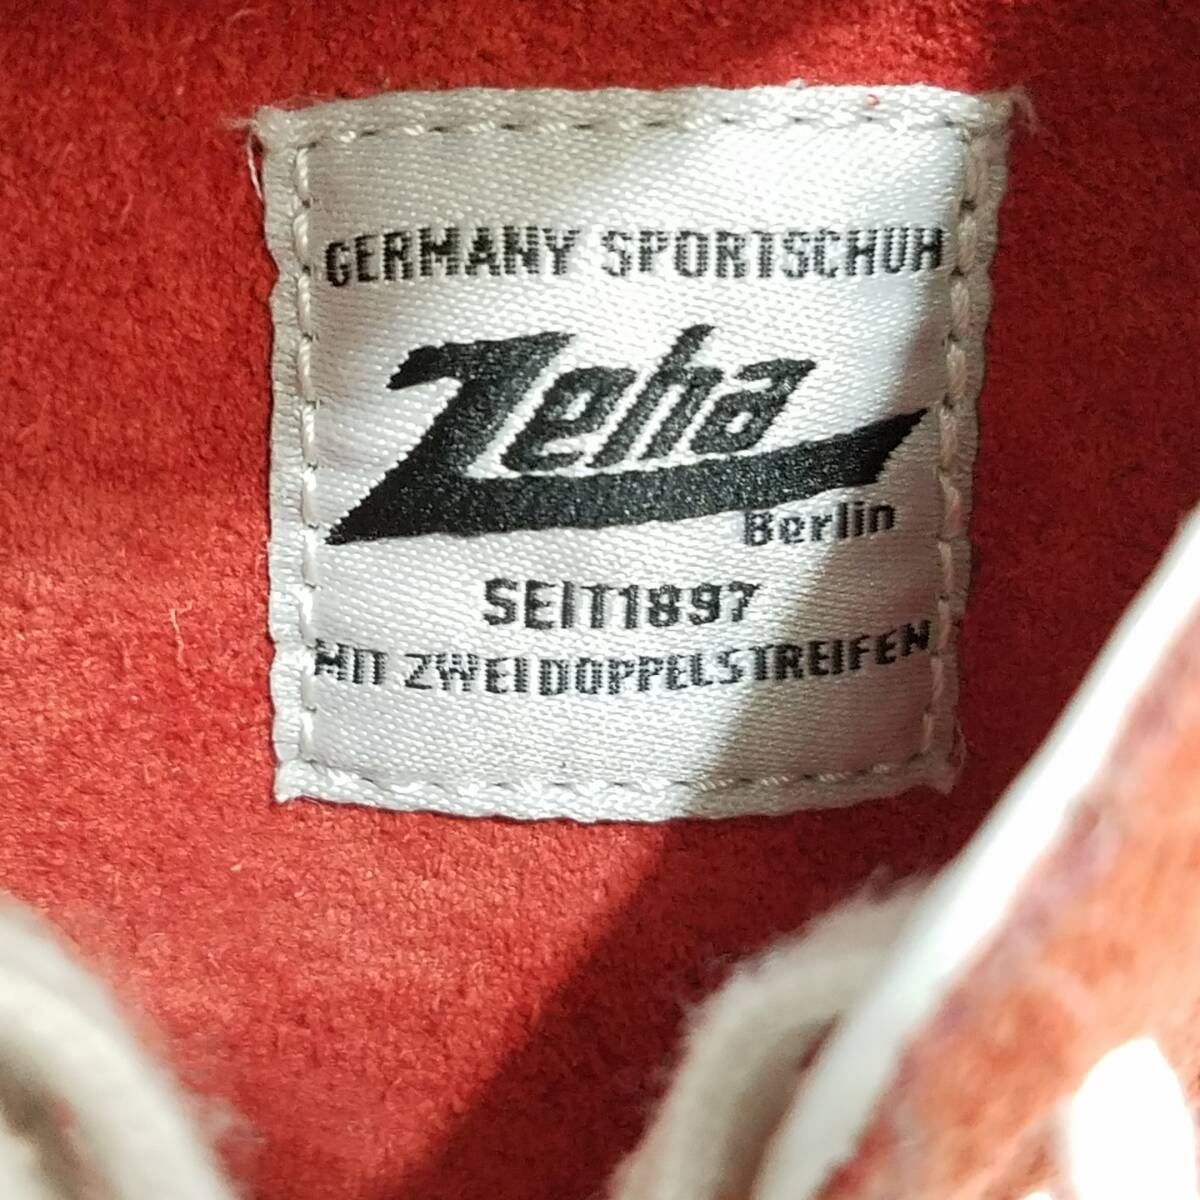 GERMANY SPORTSCHUH
Zeha
Berlin
SEIT1897
MIT ZWEIDOPPELSTREIFEN